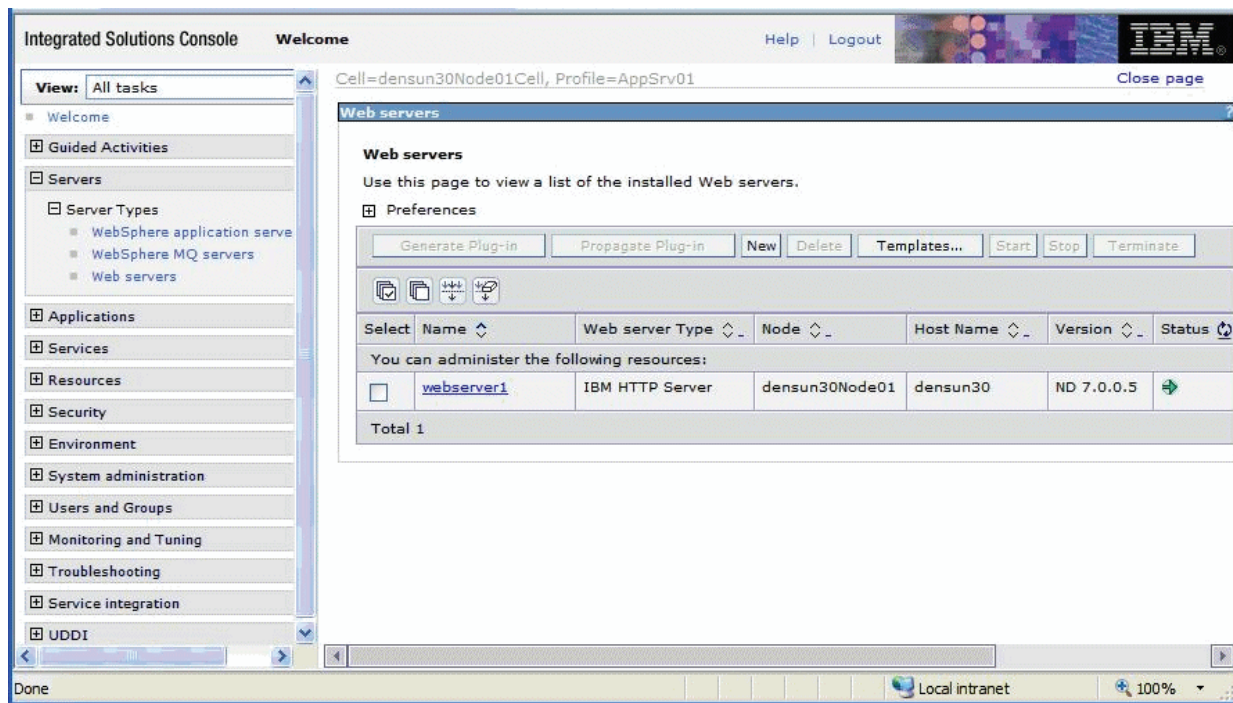 Integrated Solutions Console Welcome Help | Logout IBM®
View: All tasks
Welcome
Guided Activities
Servers
Server Types
WebSphere application serve
WebSphere MQ servers
Web servers
Applications
Services
Resources
Security
Environment
System administration
Users and Groups
Monitoring and Tuning
Troubleshooting
Service integration
UDDI
Cell=densun30Node01Cell, Profile=AppSrv01 Close page
Web servers ?
Web servers
Use this page to view a list of the installed Web servers.
Preferences
Generate Plug-in Propagate Plug-in New Delete Templates... Start Stop Terminate
Select Name Web server Type Node Host Name Version Status
You can administer the following resources:
webserver1 IBM HTTP Server densun30Node01 densun30 ND 7.0.0.5
Total 1
Done Local intranet 100%